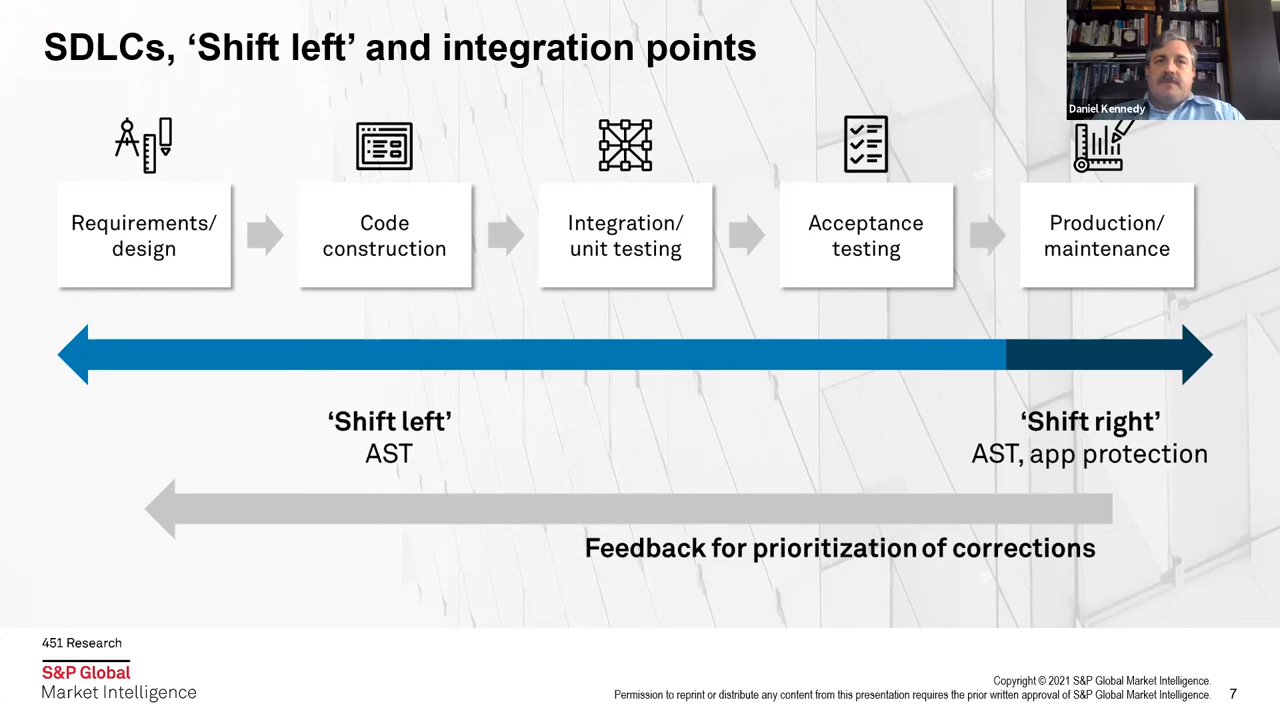 SDLCs, ‘Shift left’ and integration points
Daniel Kennedy
Requirements/
design
Code
construction
Integration/
unit testing
Acceptance
testing
Production/
maintenance
‘Shift left’
AST
‘Shift right’
AST, app protection
Feedback for prioritization of corrections
451 Research
S&P Global
Market Intelligence
Copyright © 2021 S&P Global Market Intelligence.
Permission to reprint or distribute any content from this presentation requires the prior written approval of S&P Global Market Intelligence.
7